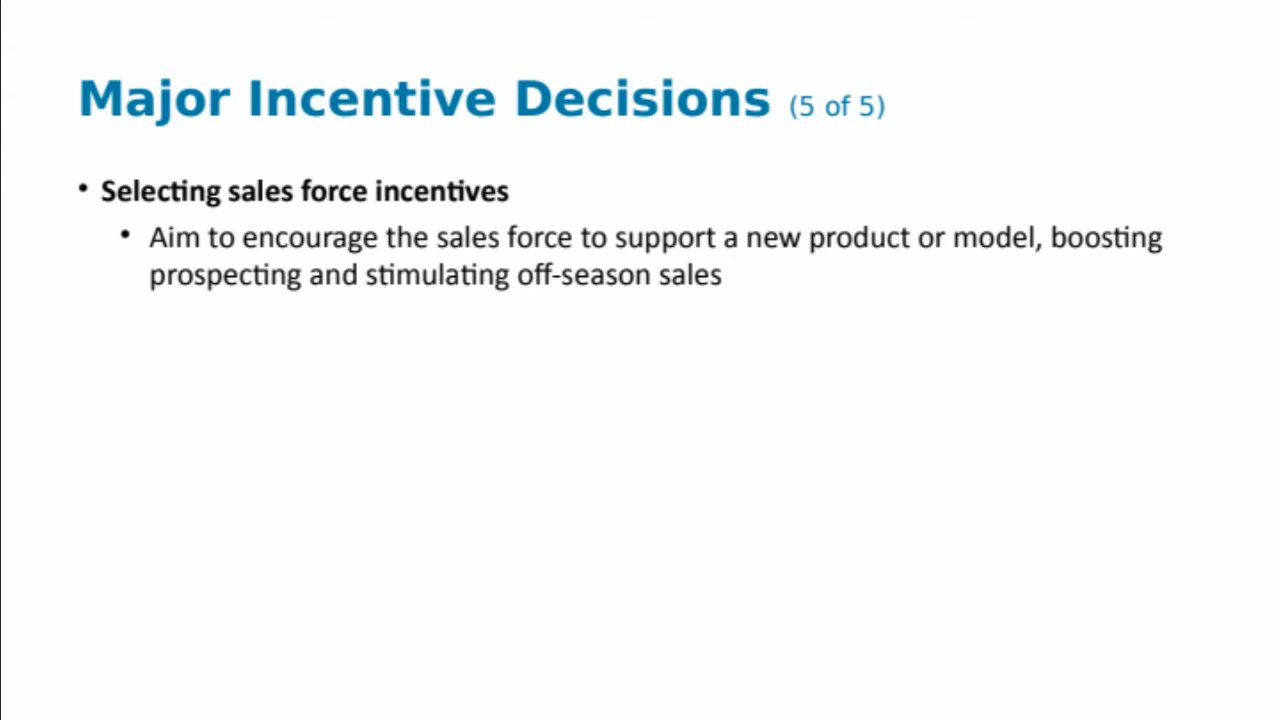 Major Incentive Decisions (5 of 5)
• Selecting sales force incentives
• Aim to encourage the sales force to support a new product or model, boosting
prospecting and stimulating off-season sales